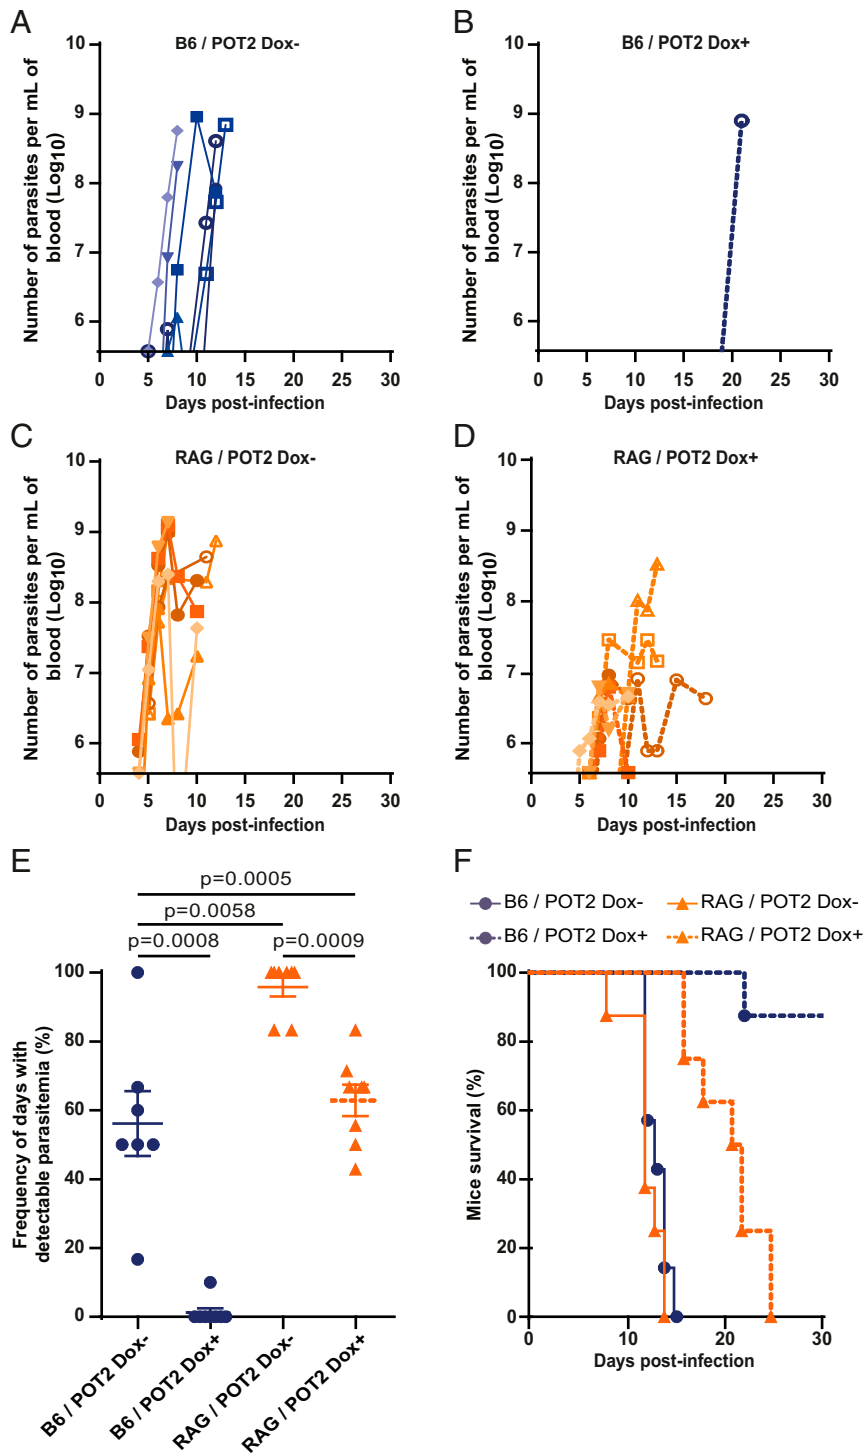 A
B6 / POT2 Dox-
Number of parasites per mL of
blood (Log10)
10
9
8
7
6
0 5 10 15 20 25 30
Days post-infection
B
B6 / POT2 Dox+
Number of parasites per mL of
blood (Log10)
10
9
8
7
6
0 5 10 15 20 25 30
Days post-infection
C
RAG / POT2 Dox-
Number of parasites per mL of
blood (Log10)
10
9
8
7
6
0 5 10 15 20 25 30
Days post-infection
D
RAG / POT2 Dox+
Number of parasites per mL of
blood (Log10)
10
9
8
7
6
0 5 10 15 20 25 30
Days post-infection
E
p=0.0005
p=0.0058
p=0.0008 p=0.0009
Frequency of days with
detectable parasitemia (%)
100
80
60
40
20
0
B6 / POT2 Dox-
B6 / POT2 Dox+
RAG / POT2 Dox-
RAG / POT2 Dox+
F
B6 / POT2 Dox- RAG / POT2 Dox-
B6 / POT2 Dox+ RAG / POT2 Dox+
Mice survival (%)
100
80
60
40
20
0
0 10 20 30
Days post-infection